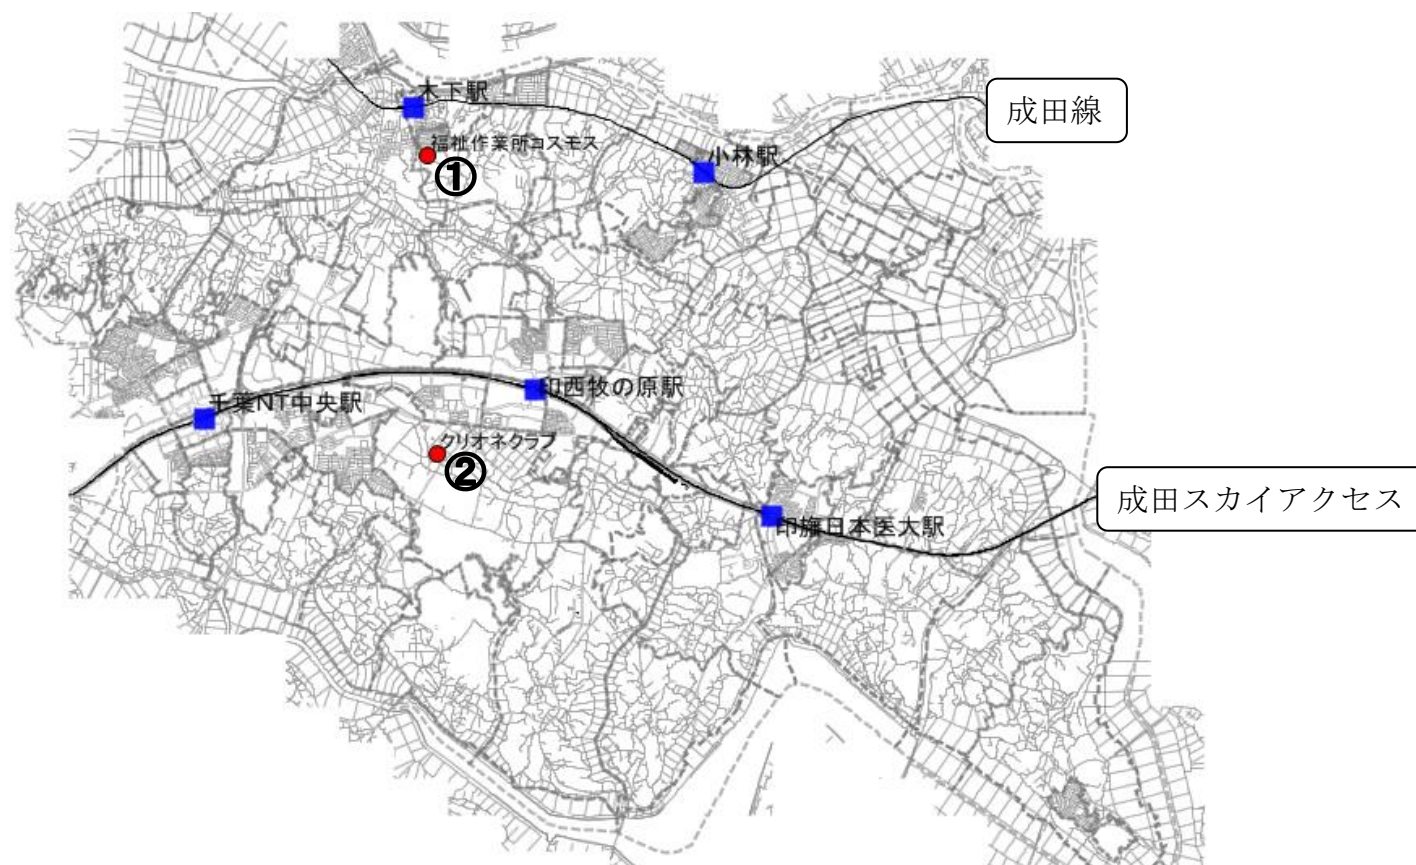 木下駅
成田線
福祉作業所コスモス
①
小林駅
印西牧の原駅
千葉NT中央駅
クリオネクラブ
②
成田スカイアクセス
印旛日本医大駅